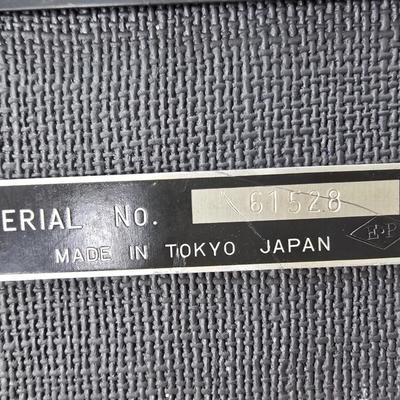 ERIAL No. 61528
MADE IN TOKYO JAPAN
E·P